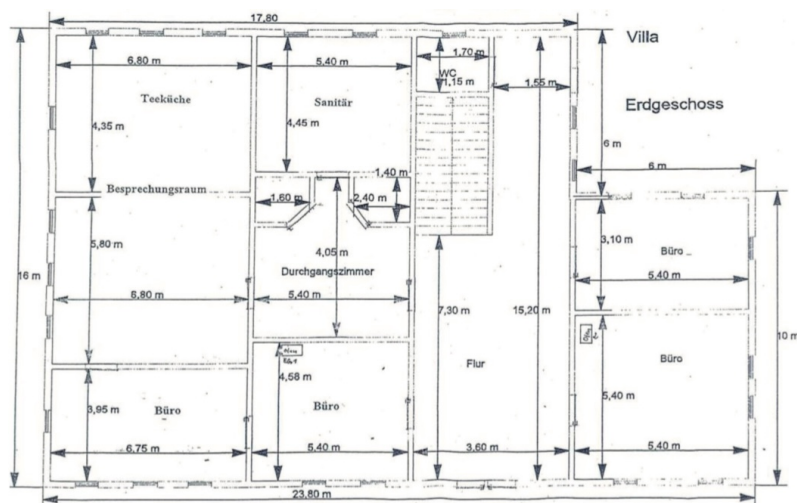 17,80
Villa
Erdgeschoss
6,80 m
5,40 m
1,70 m
WC
1,15 m
1,55 m
Teeküche
Sanitär
4,35 m
4,45 m
6 m
6 m
Besprechungsraum
1,60 m
1,40 m
2,40 m
5,80 m
4,05 m
3,10 m
Büro
Durchgangszimmer
16 m
6,80 m
5,40 m
5,40 m
7,30 m
15,20 m
10 m
4,58 m
Flur
Büro
3,95 m
Büro
Büro
5,40 m
6,75 m
5,40 m
3,60 m
5,40 m
23,80 m